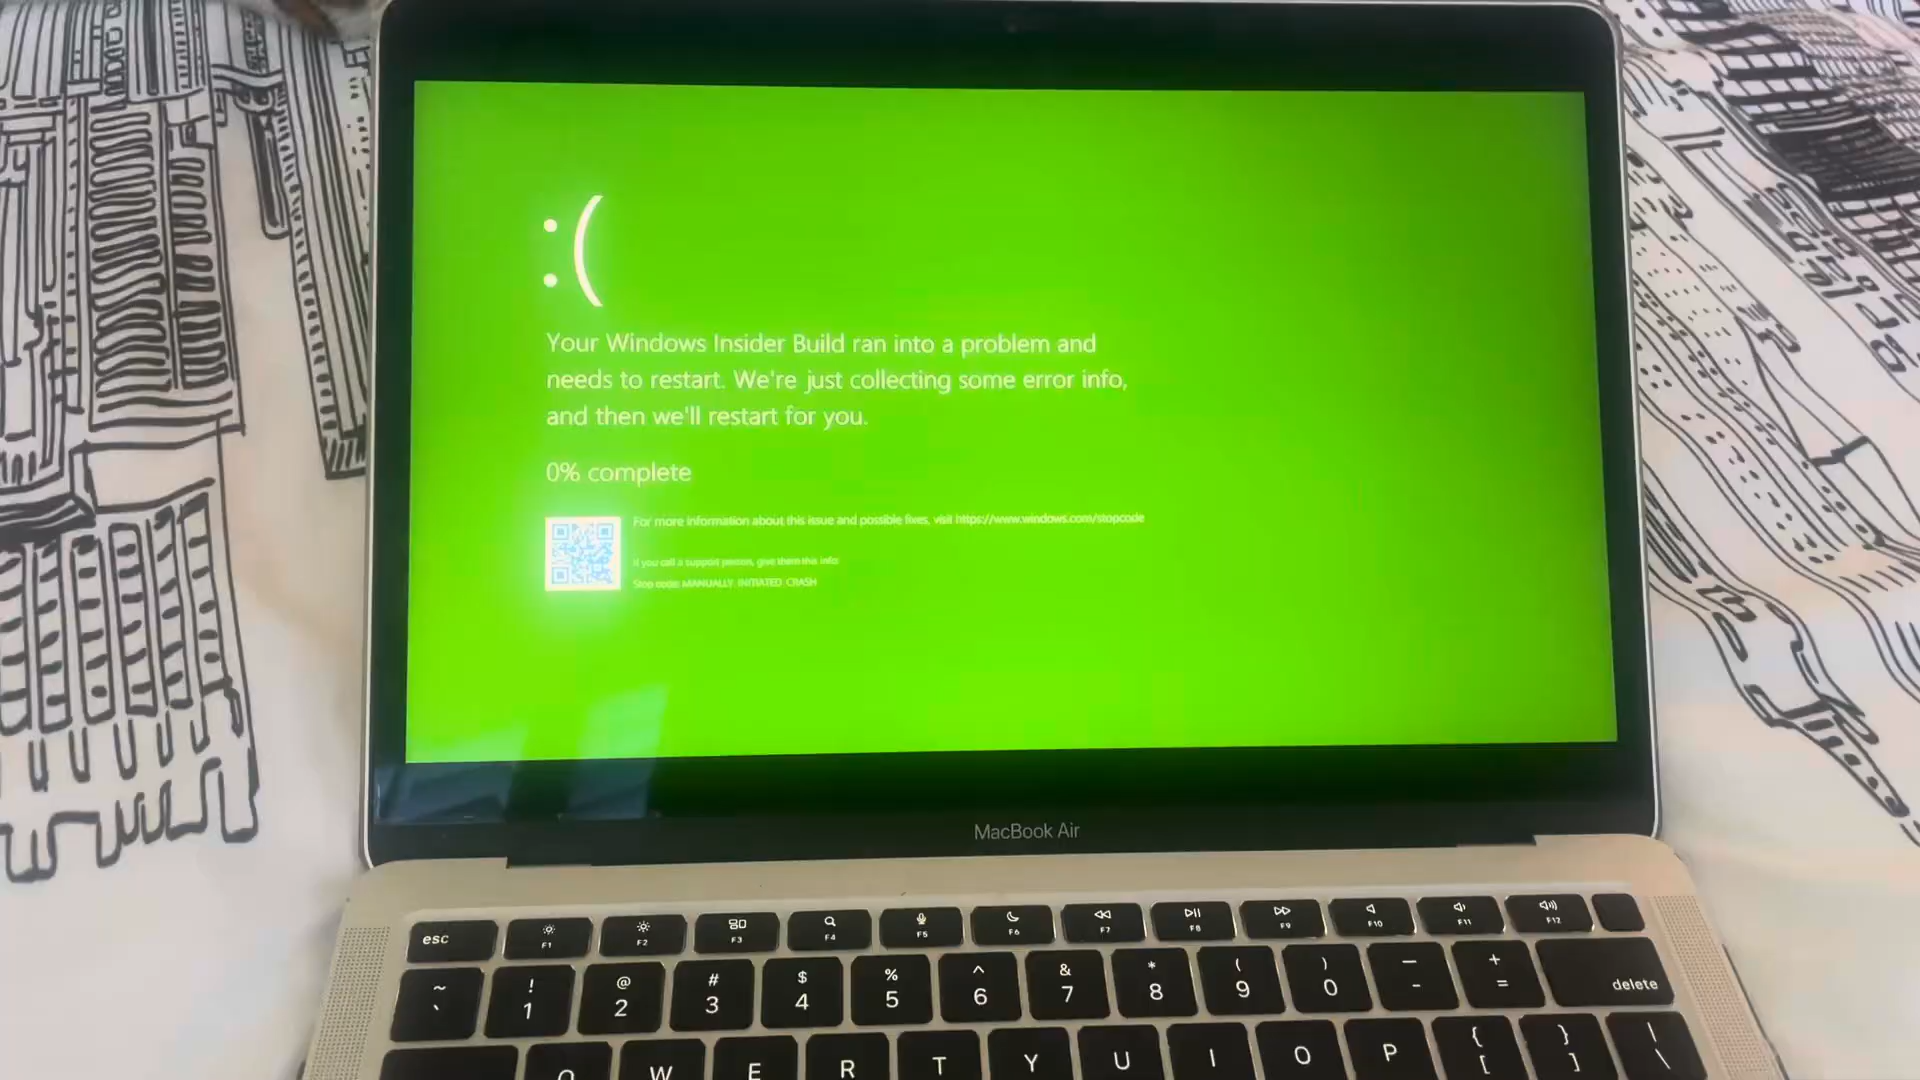 :(
Your Windows Insider Build ran into a problem and
needs to restart. We're just collecting some error info,
and then we'll restart for you.
0% complete
For more information about this issue and possible fixes, visit https://www.windows.com/stopcode
If you call a support person, give them this info:
Stop code: MANUALLY_INITIATED_CRASH
MacBook Air
esc F1 F2 F3 F4 F5 F6 F7 F8 F9 F10 F11 F12
~ ! @ # $ % ^ & * ( ) — +
` 1 2 3 4 5 6 7 8 9 0 - = delete
Q W E R T Y U I O P { } |
[ ] \